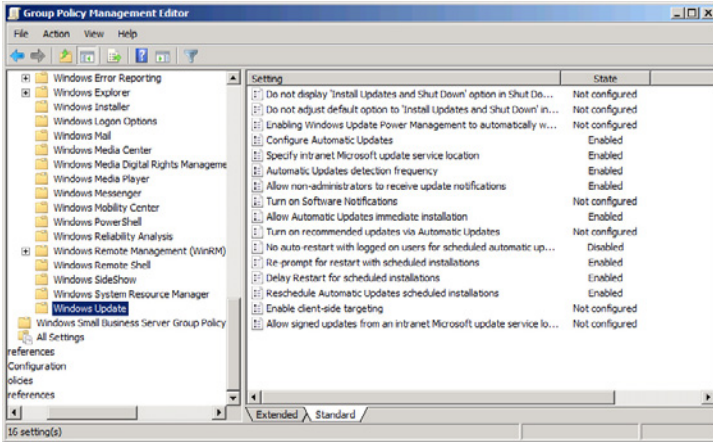 Group Policy Management Editor
File Action View Help
Windows Error Reporting
Windows Explorer
Windows Installer
Windows Logon Options
Windows Mail
Windows Media Center
Windows Media Digital Rights Manageme
Windows Media Player
Windows Messenger
Windows Mobility Center
Windows PowerShell
Windows Reliability Analysis
Windows Remote Management (WinRM)
Windows Remote Shell
Windows SideShow
Windows System Resource Manager
Windows Update
Windows Small Business Server Group Policy
All Settings
references
Configuration
olicies
references
Setting State
Do not display 'Install Updates and Shut Down' option in Shut Do... Not configured
Do not adjust default option to 'Install Updates and Shut Down' in... Not configured
Enabling Windows Update Power Management to automatically w... Not configured
Configure Automatic Updates Enabled
Specify intranet Microsoft update service location Enabled
Automatic Updates detection frequency Enabled
Allow non-administrators to receive update notifications Enabled
Turn on Software Notifications Not configured
Allow Automatic Updates immediate installation Enabled
Turn on recommended updates via Automatic Updates Not configured
No auto-restart with logged on users for scheduled automatic up... Disabled
Re-prompt for restart with scheduled installations Enabled
Delay Restart for scheduled installations Enabled
Reschedule Automatic Updates scheduled installations Enabled
Enable client-side targeting Not configured
Allow signed updates from an intranet Microsoft update service lo... Not configured
Extended Standard
16 setting(s)